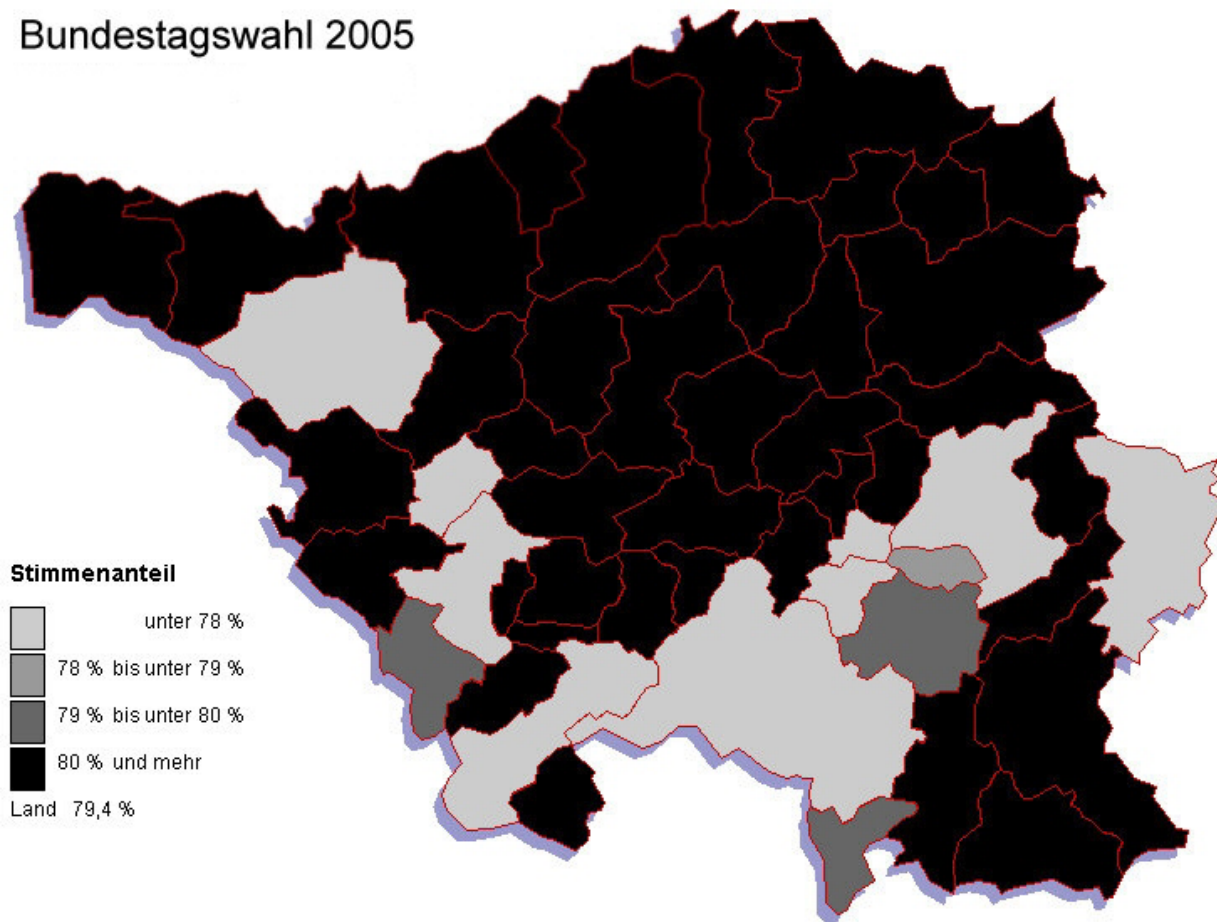 Bundestagswahl 2005
Stimmenanteil
unter 78 %
78 % bis unter 79 %
79 % bis unter 80 %
80 % und mehr
Land 79,4 %